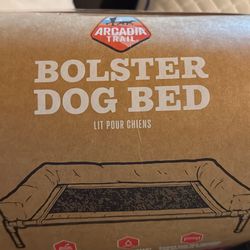 ARCADIA
TRAIL
BOLSTER
DOG BED
LIT POUR CHIENS